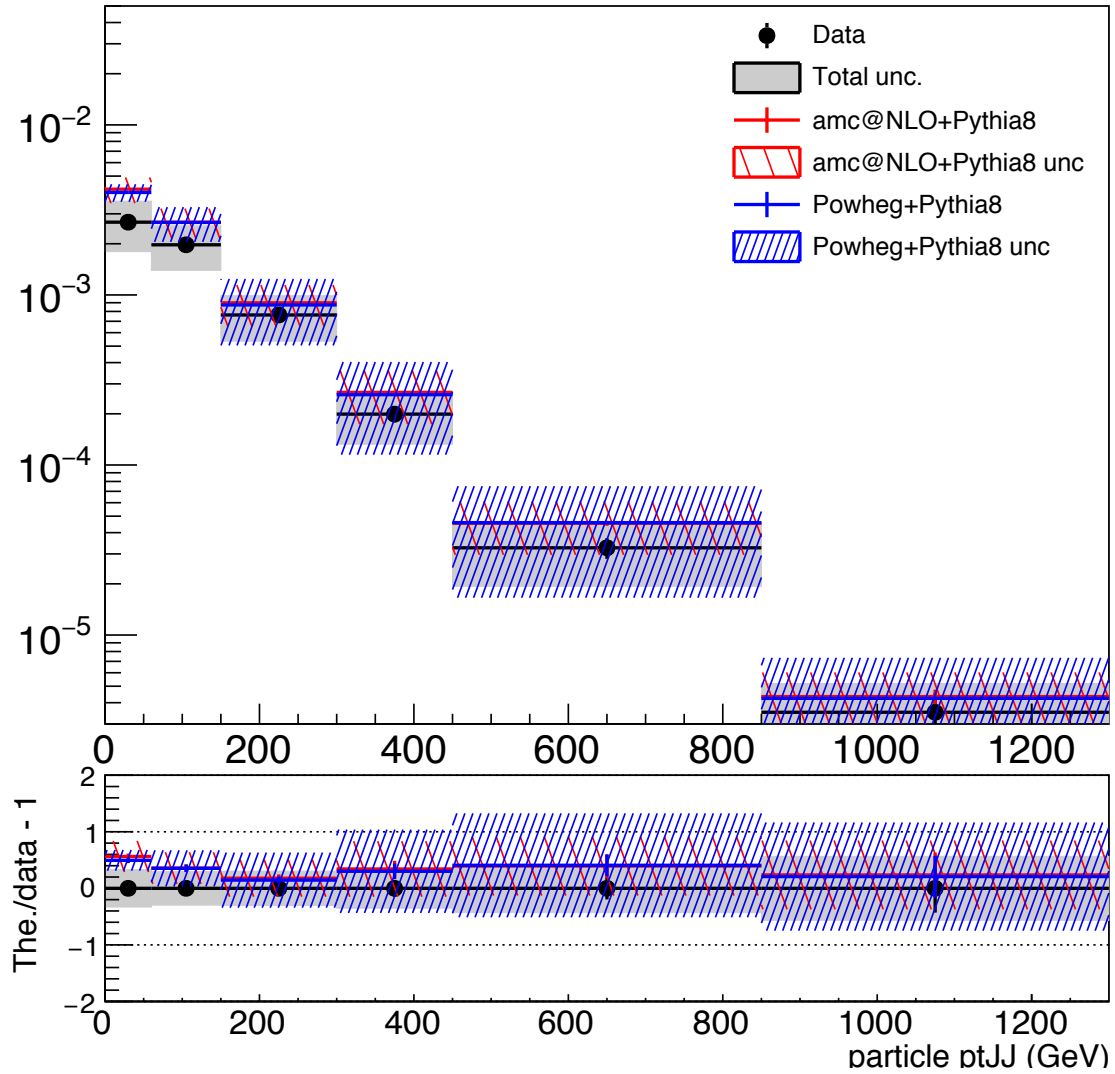 Data
Total unc.
amc@NLO+Pythia8
amc@NLO+Pythia8 unc
Powheg+Pythia8
Powheg+Pythia8 unc
10^−2
10^−3
10^−4
10^−5
0 200 400 600 800 1000 1200
The./data - 1
2
1
0
−1
−2
0 200 400 600 800 1000 1200
particle ptJJ (GeV)